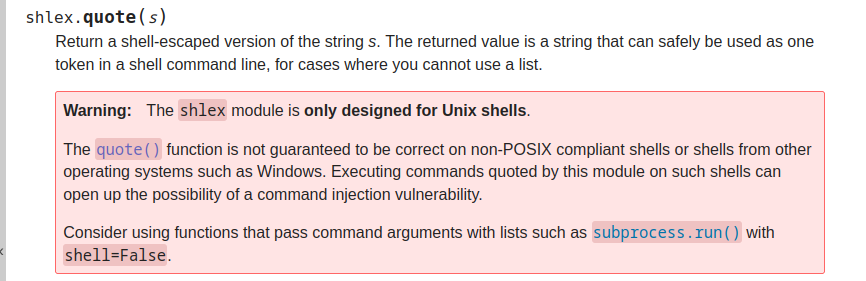 shlex.quote(s)
Return a shell-escaped version of the string s. The returned value is a string that can safely be used as one
token in a shell command line, for cases where you cannot use a list.
Warning: The shlex module is only designed for Unix shells.
The quote() function is not guaranteed to be correct on non-POSIX compliant shells or shells from other
operating systems such as Windows. Executing commands quoted by this module on such shells can
open up the possibility of a command injection vulnerability.
Consider using functions that pass command arguments with lists such as subprocess.run() with
shell=False.